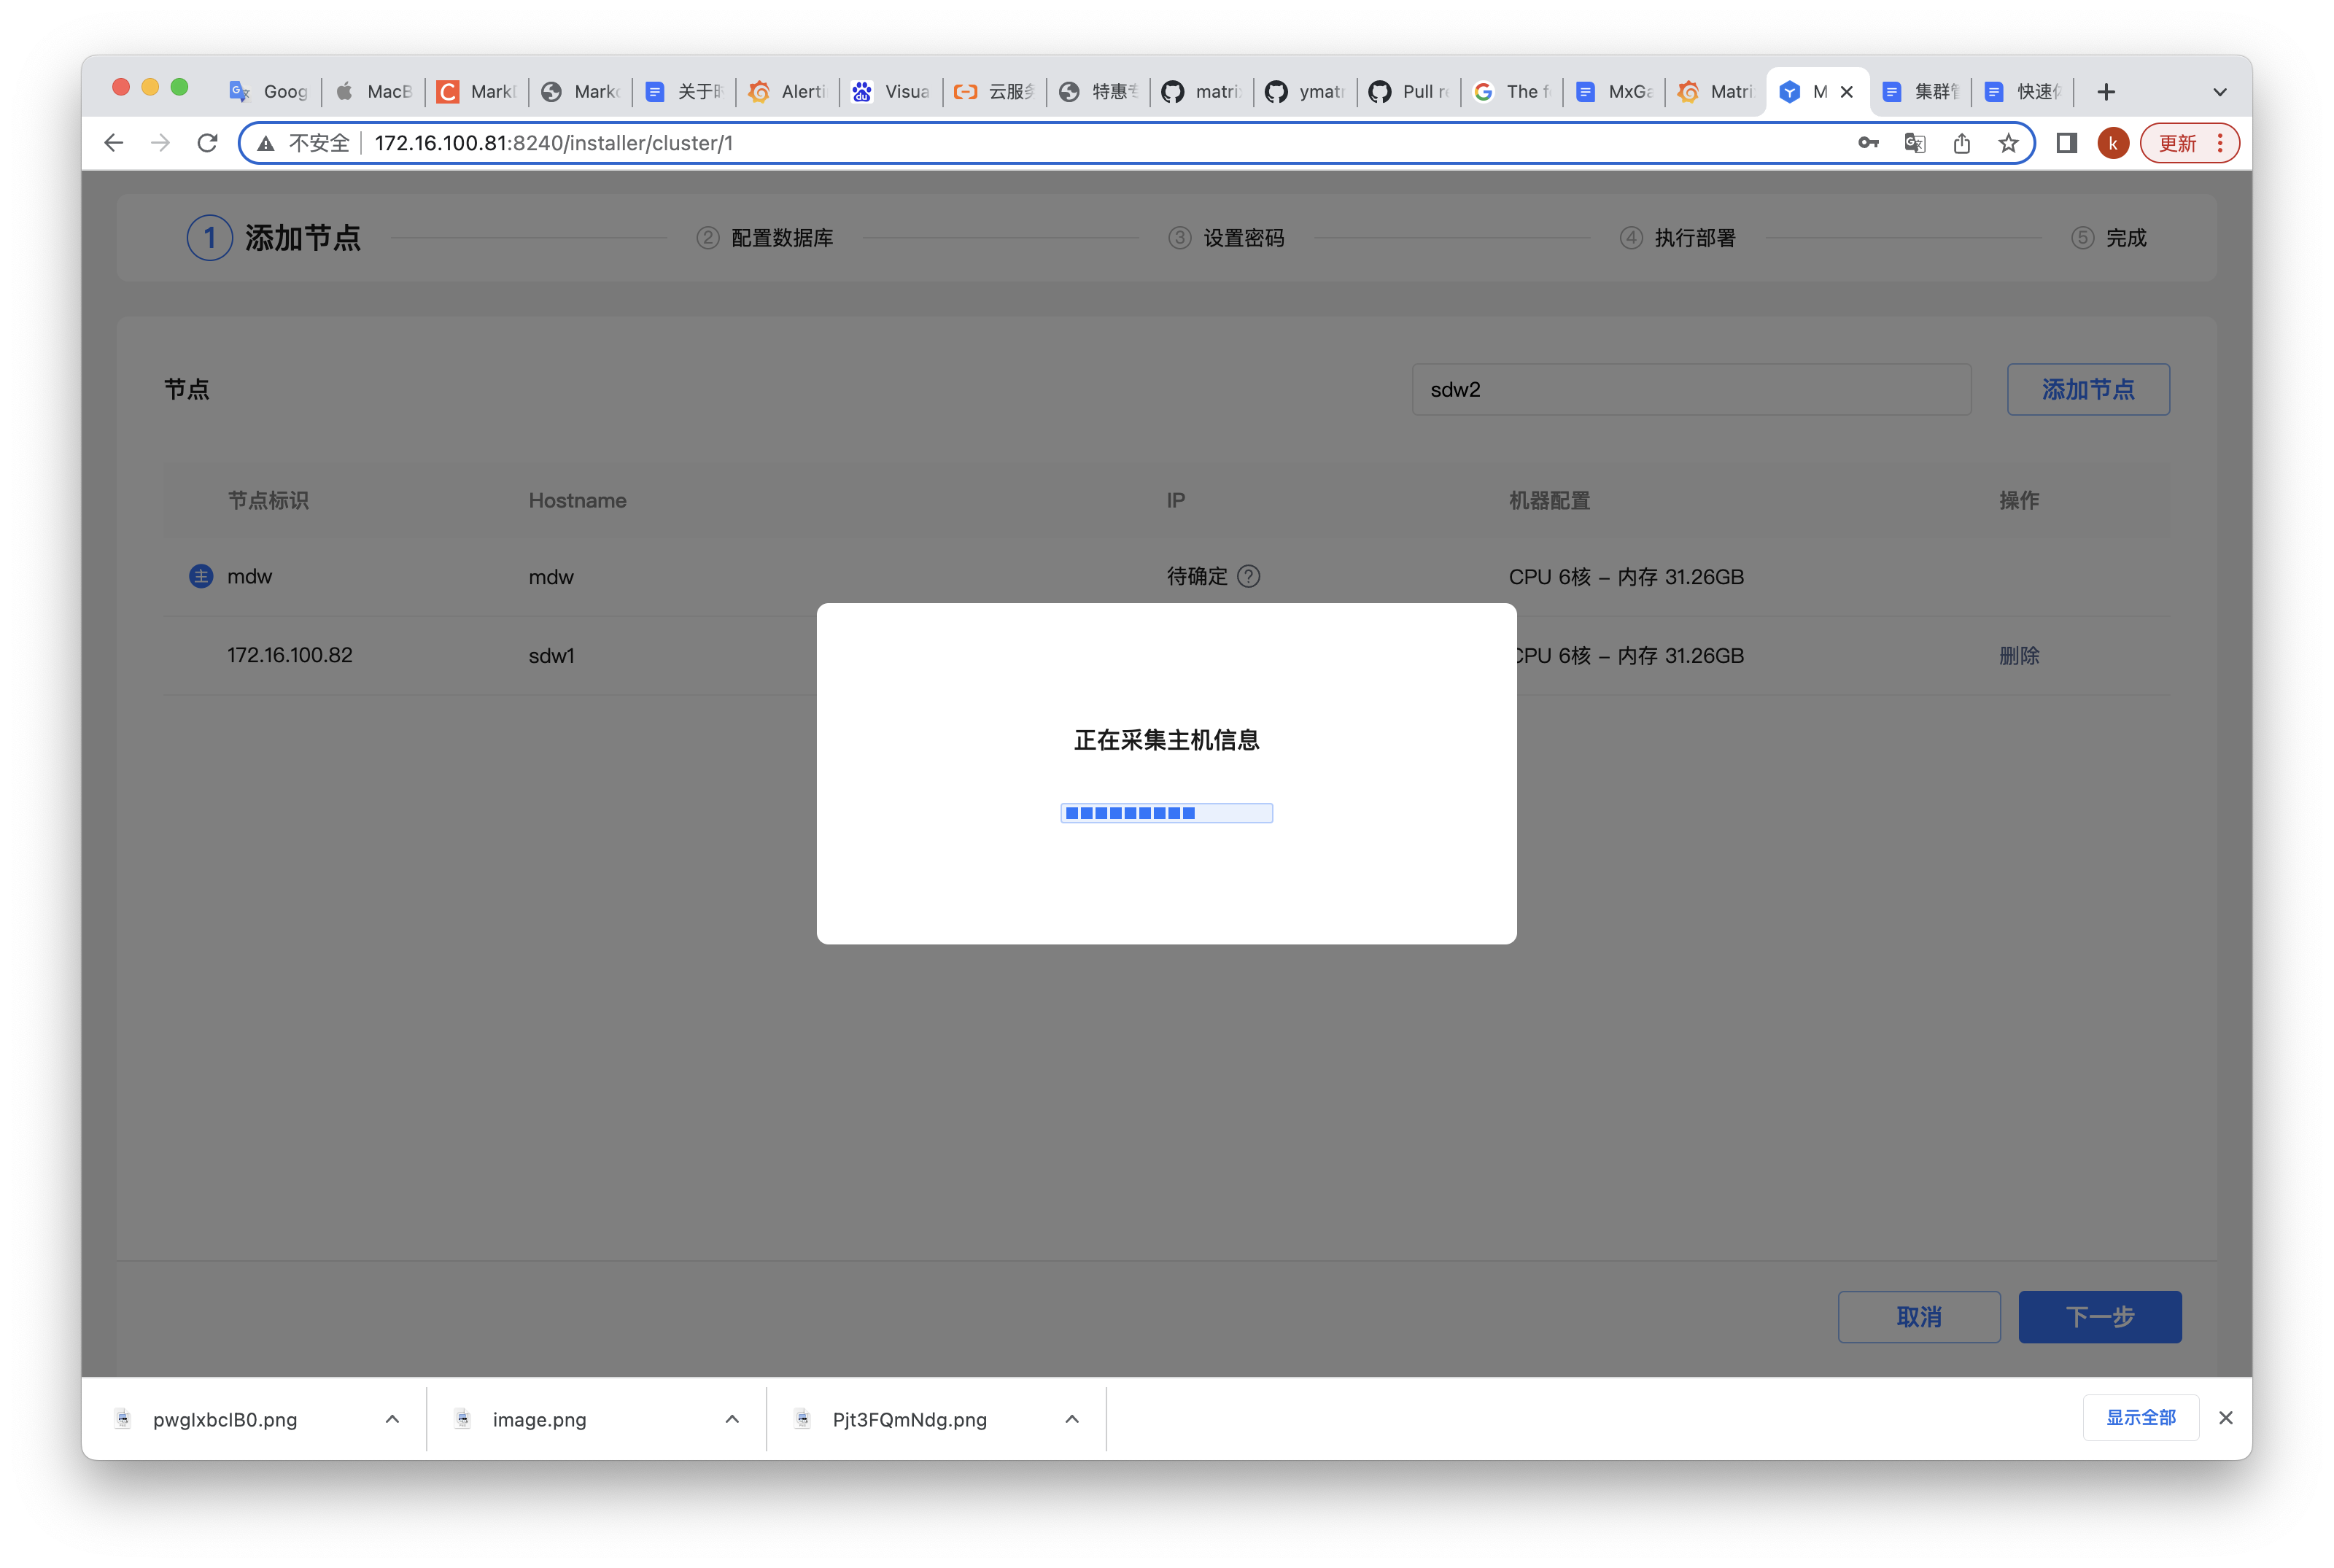 Goog
MacB
Mark
Mark
关于
Alerti
Visua
云服
特惠
matri
ymat
Pull r
The f
MxGa
Matri
M
集群
快速
不安全 172.16.100.81:8240/installer/cluster/1
k
更新
1 添加节点
2 配置数据库
3 设置密码
4 执行部署
5 完成
节点
sdw2
添加节点
节点标识 Hostname IP 机器配置 操作
主 mdw mdw 待确定 ? CPU 6核 – 内存 31.26GB
172.16.100.82 sdw1 CPU 6核 – 内存 31.26GB 删除
正在采集主机信息
取消
下一步
pwgIxbcIB0.png
image.png
Pjt3FQmNdg.png
显示全部